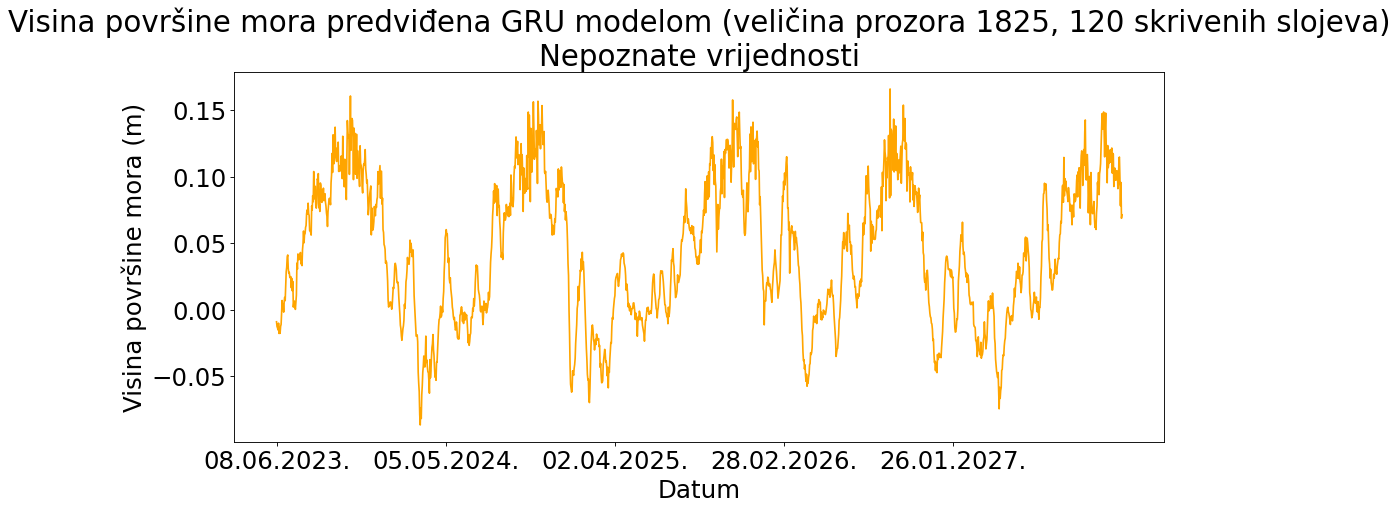 Visina površine mora predviđena GRU modelom (veličina prozora 1825, 120 skrivenih slojeva)
Nepoznate vrijednosti
Visina površine mora (m)
0.15
0.10
0.05
0.00
−0.05
08.06.2023. 05.05.2024. 02.04.2025. 28.02.2026. 26.01.2027.
Datum